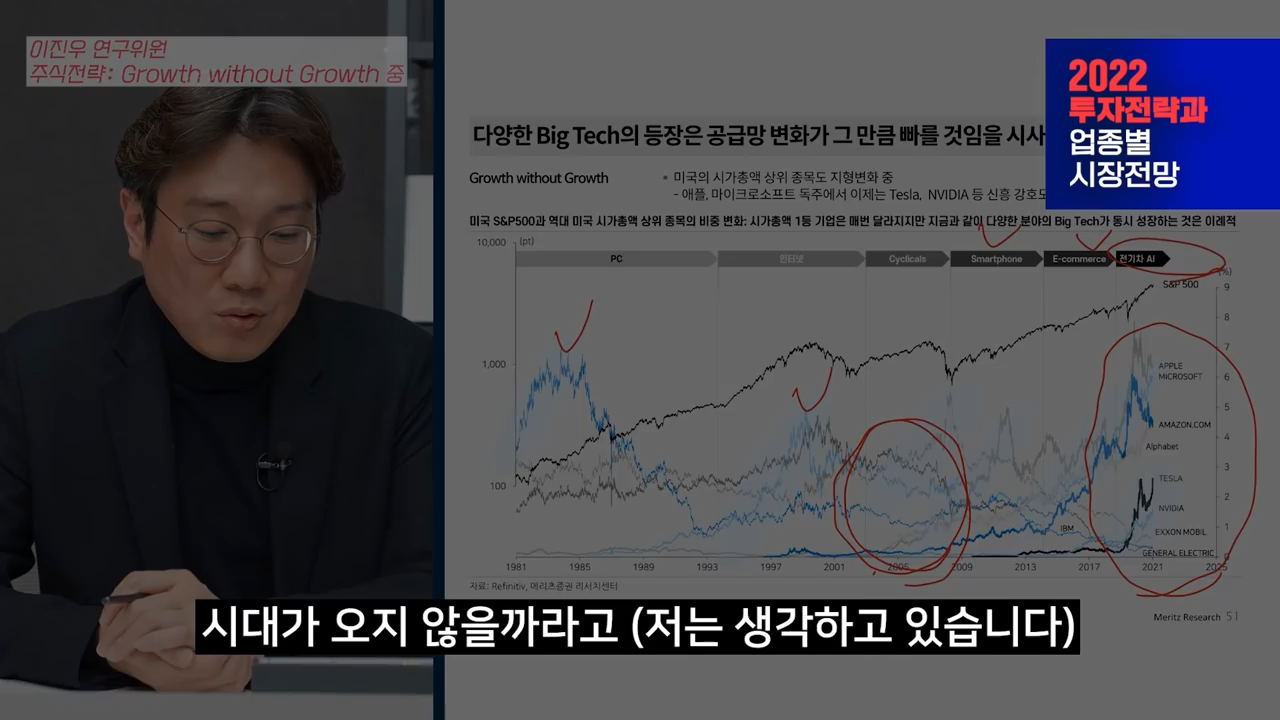 이진우 연구위원
주식전략: Growth without Growth 중
2022
투자전략과
업종별
시장전망
다양한 Big Tech의 등장은 공급망 변화가 그 만큼 빠를 것임을 시사
Growth without Growth
▪ 미국의 시가총액 상위 종목도 지형변화 중
- 애플, 마이크로소프트 독주에서 이제는 Tesla, NVIDIA 등 신흥 강호도
미국 S&P500과 역대 미국 시가총액 상위 종목의 비중 변화: 시가총액 1등 기업은 매번 달라지지만 지금과 같이 다양한 분야의 Big Tech가 동시 성장하는 것은 이례적
10,000 (pt)
PC 인터넷 Cyclicals Smartphone E-commerce 전기차 AI
(%)
S&P 500
9
8
7
1,000
APPLE
MICROSOFT
6
5
AMAZON.COM
4
Alphabet
3
TESLA
100
2
NVIDIA
1
IBM
EXXON MOBIL
GENERAL ELECTRIC
1981 1985 1989 1993 1997 2001 2005 2009 2013 2017 2021 2025
자료: Refinitiv, 메리츠증권 리서치센터
시대가 오지 않을까라고 (저는 생각하고 있습니다)
Meritz Research 51